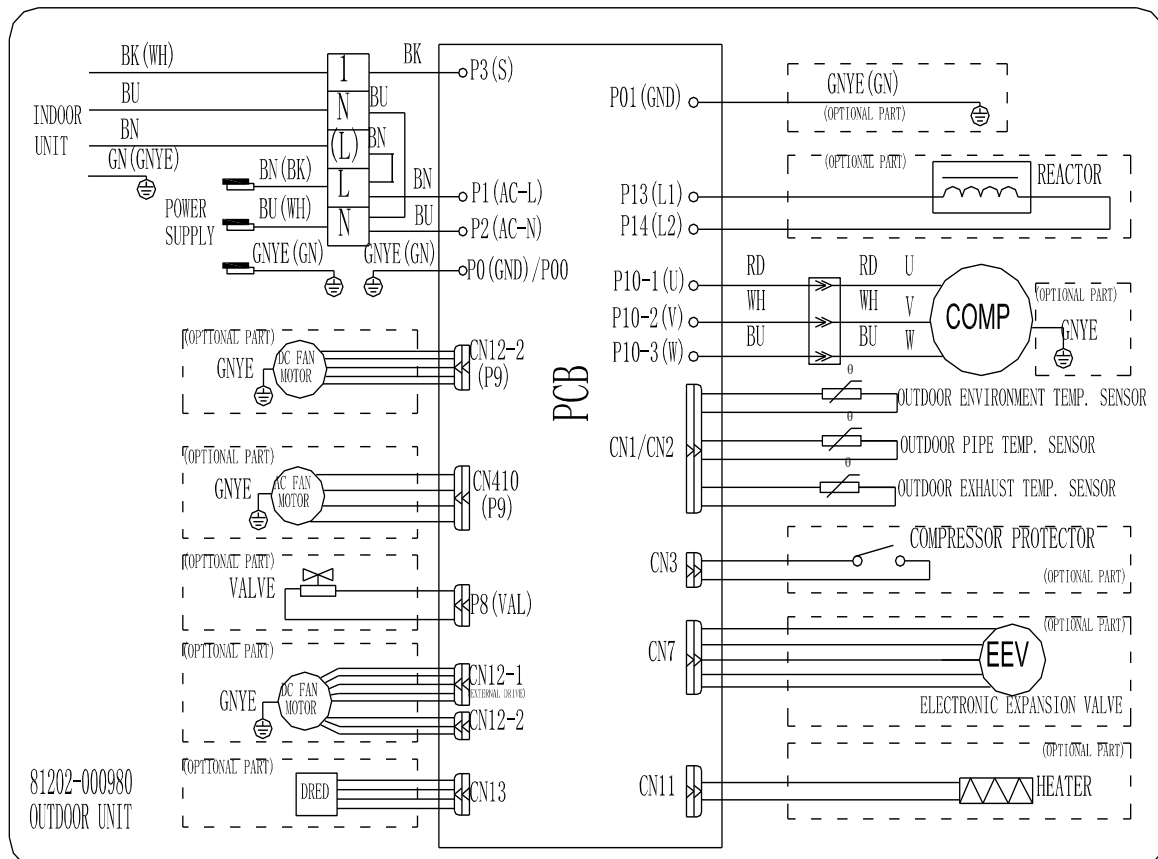 BK(WH)
BU
INDOOR
UNIT
BN
GN(GNYE)
1
N
(L)
L
N
BK
BU
BN
BN
BU
POWER
SUPPLY
BN(BK)
BU(WH)
GNYE(GN)
GNYE(GN)
P3(S)
P1(AC-L)
P2(AC-N)
P0(GND)/P00
(OPTIONAL PART)
GNYE
DC FAN
MOTOR
CN12-2
(P9)
(OPTIONAL PART)
GNYE
AC FAN
MOTOR
CN410
(P9)
(OPTIONAL PART)
VALVE
P8(VAL)
(OPTIONAL PART)
GNYE
DC FAN
MOTOR
CN12-1
(EXTERNAL DRIVE)
CN12-2
(OPTIONAL PART)
DRED
CN13
81202-000980
OUTDOOR UNIT
PCB
P01(GND)
GNYE(GN)
(OPTIONAL PART)
(OPTIONAL PART)
REACTOR
P13(L1)
P14(L2)
P10-1(U)
P10-2(V)
P10-3(W)
RD
WH
BU
RD
WH
BU
U
V
W
COMP
(OPTIONAL PART)
GNYE
CN1/CN2
θ
OUTDOOR ENVIRONMENT TEMP. SENSOR
θ
OUTDOOR PIPE TEMP. SENSOR
θ
OUTDOOR EXHAUST TEMP. SENSOR
CN3
COMPRESSOR PROTECTOR
(OPTIONAL PART)
CN7
(OPTIONAL PART)
EEV
ELECTRONIC EXPANSION VALVE
(OPTIONAL PART)
CN11
HEATER